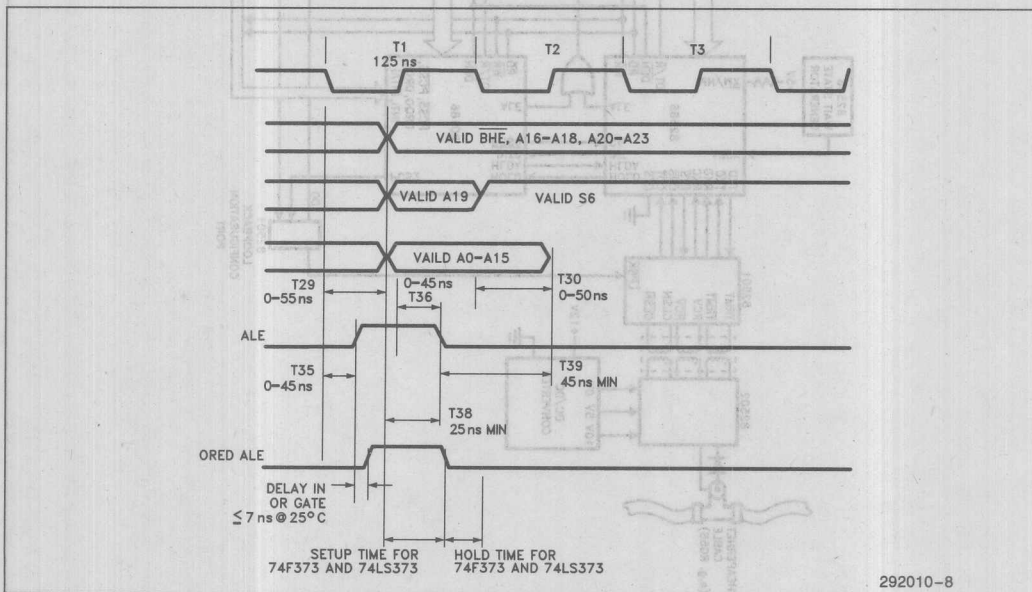 T1 T2 T3
125 ns
VALID BHE, A16-A18, A20-A23
VALID A19 VALID S6
VAILD A0-A15
T29 0-45ns T30
0-55ns T36 0-50ns
ALE
T35 T39
0-45ns 45ns MIN
T38
25ns MIN
ORED ALE
DELAY IN
OR GATE
≤ 7 ns @ 25° C
SETUP TIME FOR HOLD TIME FOR
74F373 AND 74LS373 74F373 AND 74LS373
292010-8